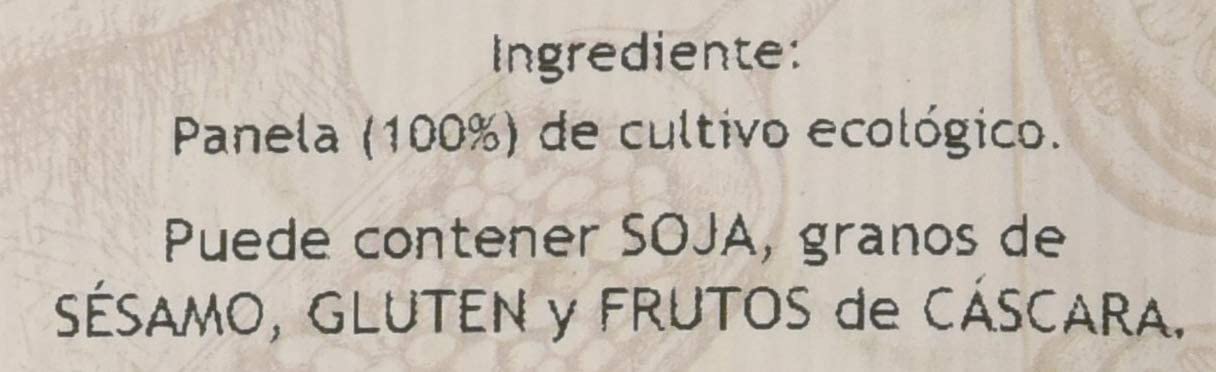 Ingrediente:
Panela (100%) de cultivo ecológico.
Puede contener SOJA, granos de
SÉSAMO, GLUTEN y FRUTOS de CÁSCARA.